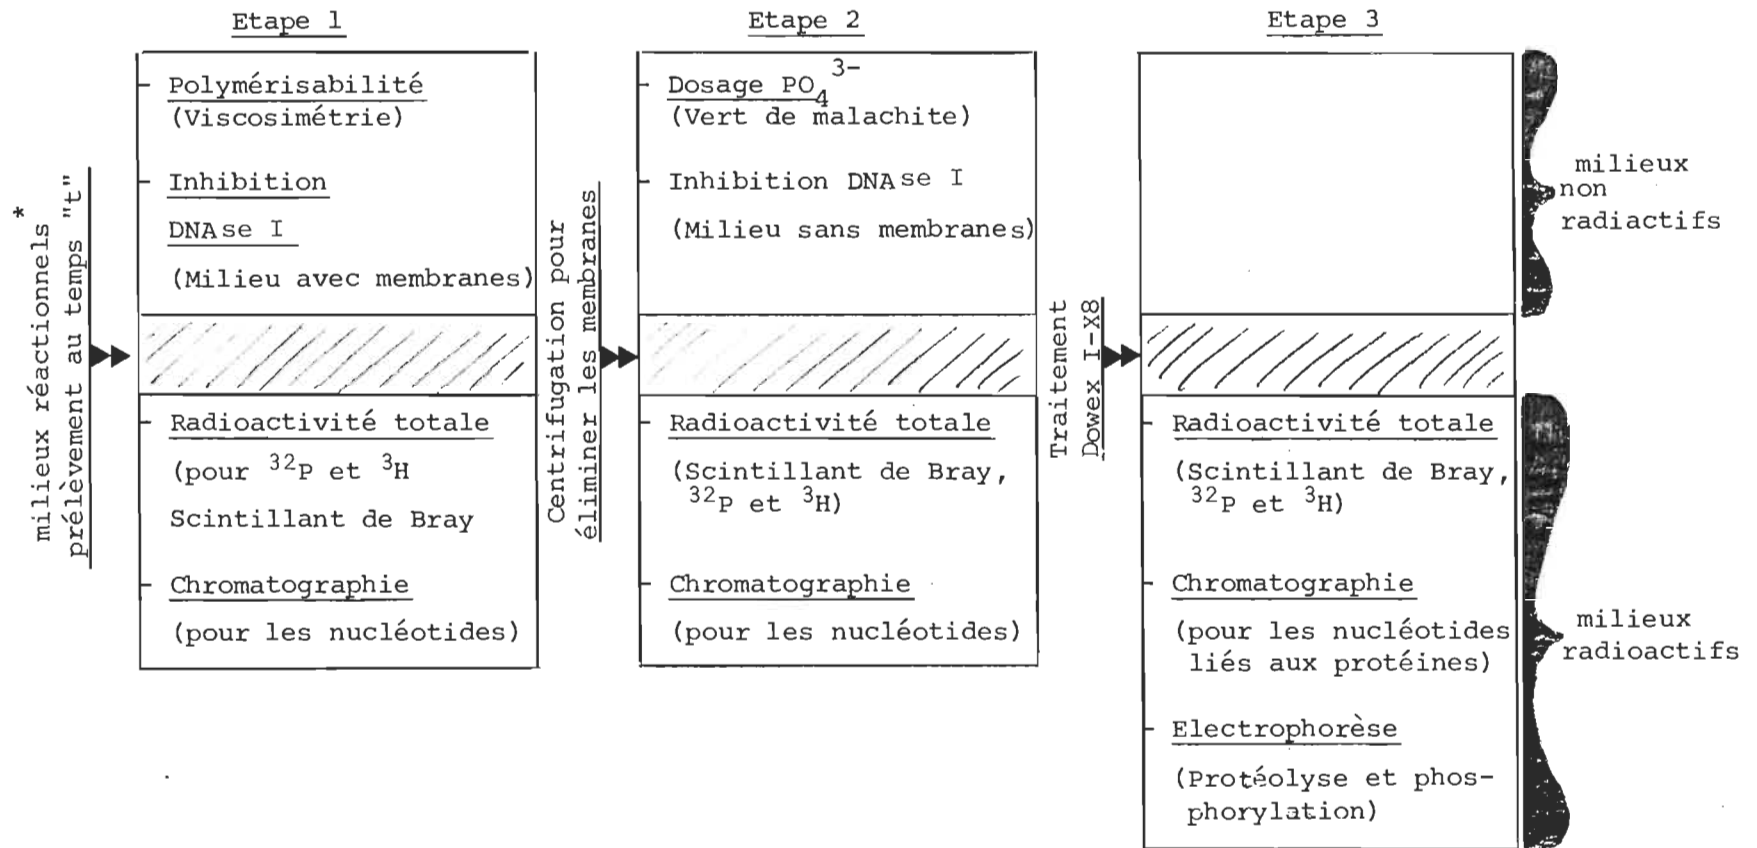 Etape 1
milieux réactionnels*
prélèvement au temps "t"
Polymérisabilité
(Viscosimétrie)
Inhibition
DNAse I
(Milieu avec membranes)
Radioactivité totale
(pour ³²P et ³H
Scintillant de Bray
Chromatographie
(pour les nucléotides)
Centrifugation pour
éliminer les membranes
Etape 2
Dosage PO₄³⁻
(Vert de malachite)
Inhibition DNAse I
(Milieu sans membranes)
Radioactivité totale
(Scintillant de Bray,
³²P et ³H)
Chromatographie
(pour les nucléotides)
Traitement
Dowex I-X8
Etape 3
Radioactivité totale
(Scintillant de Bray,
³²P et ³H)
Chromatographie
(pour les nucléotides
liés aux protéines)
Electrophorèse
(Protéolyse et phos-
phorylation)
milieux
non
radiactifs
milieux
radioactifs